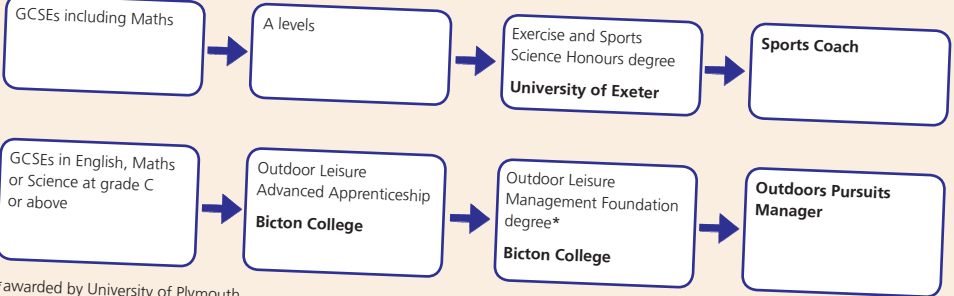 GCSEs including Maths
A levels
Exercise and Sports
Science Honours degree
University of Exeter
Sports Coach
GCSEs in English, Maths
or Science at grade C
or above
Outdoor Leisure
Advanced Apprenticeship
Bicton College
Outdoor Leisure
Management Foundation
degree*
Bicton College
Outdoors Pursuits
Manager
*awarded by University of Plymouth